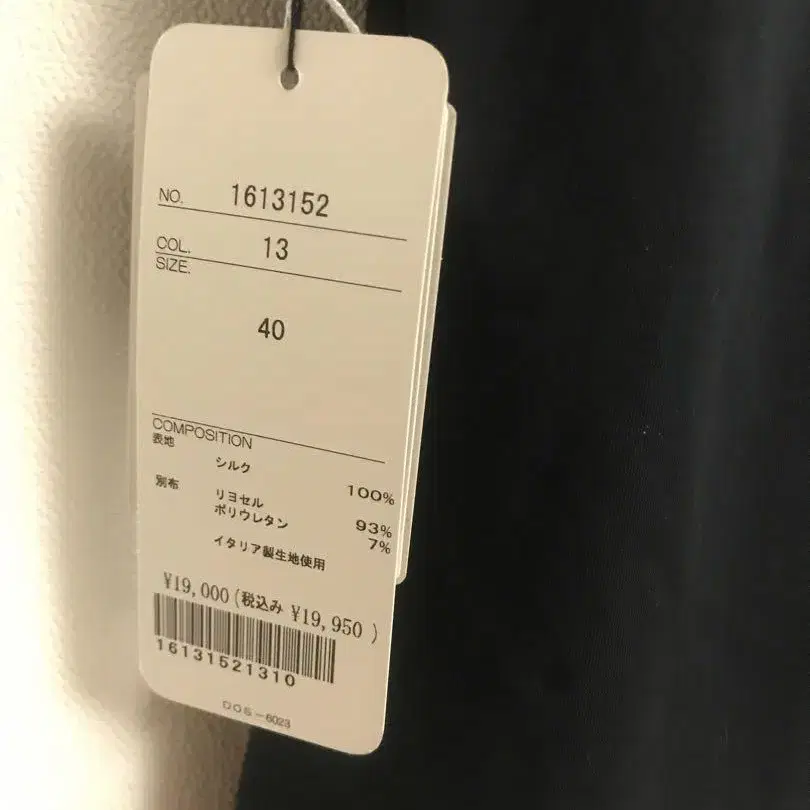 NO. 1613152
COL. 13
SIZE.
40
COMPOSITION
表地
シルク 100%
別布
リヨセル 93%
ポリウレタン 7%
イタリア製生地使用
¥19,000(税込み ¥19,950 )
16131521310
DOS-6023